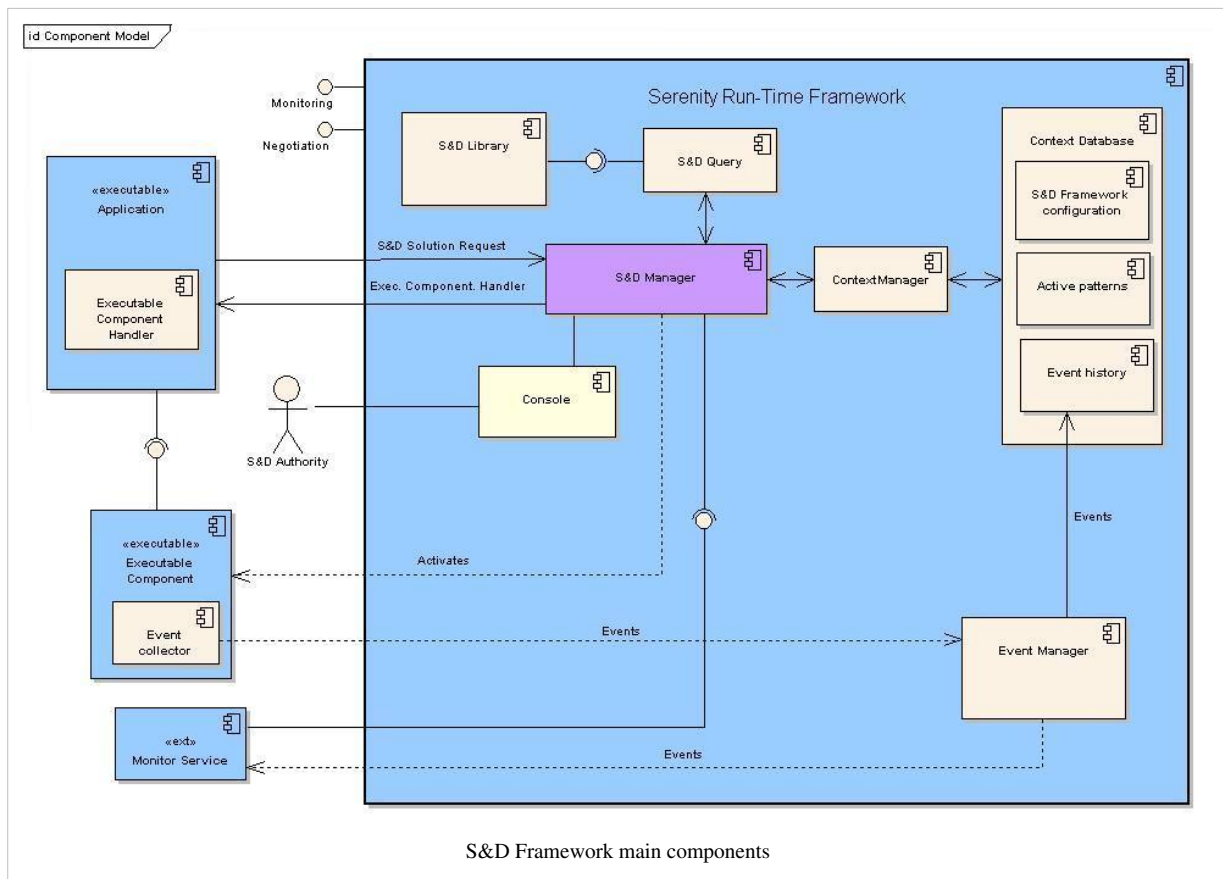 id Component Model
Serenity Run-Time Framework
Monitoring
Negotiation
S&D Library
S&D Query
Context Database
S&D Framework
configuration
Active patterns
Event history
«executable»
Application
Executable
Component
Handler
S&D Solution Request
Exec. Component. Handler
S&D Manager
ContextManager
Console
S&D Authority
«executable»
Executable
Component
Event
collector
Activates
Events
Events
Event Manager
«ext»
Monitor Service
Events
S&D Framework main components